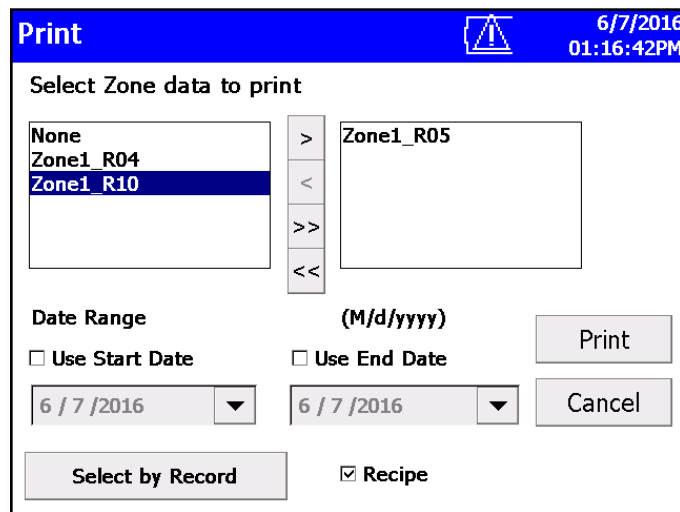 Print
6/7/2016
01:16:42PM
Select Zone data to print
None
Zone1_R04
Zone1_R10
>
<
>>
<<
Zone1_R05
Date Range
(M/d/yyyy)
Use Start Date
Use End Date
6 / 7 /2016
6 / 7 /2016
Print
Cancel
Select by Record
Recipe